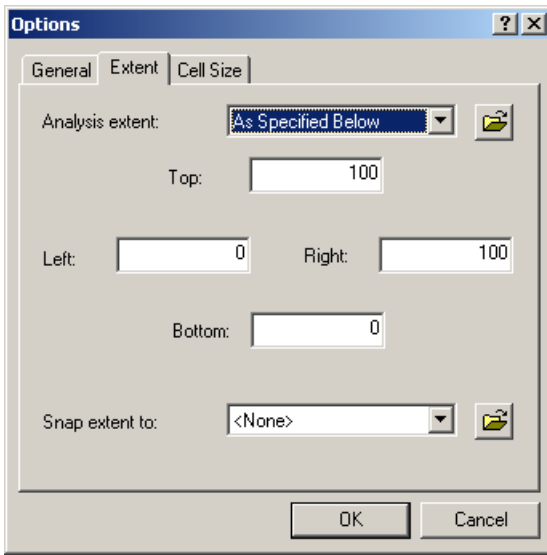 Options
General Extent Cell Size
Analysis extent: As Specified Below
Top: 100
Left: 0 Right: 100
Bottom: 0
Snap extent to: <None>
OK Cancel